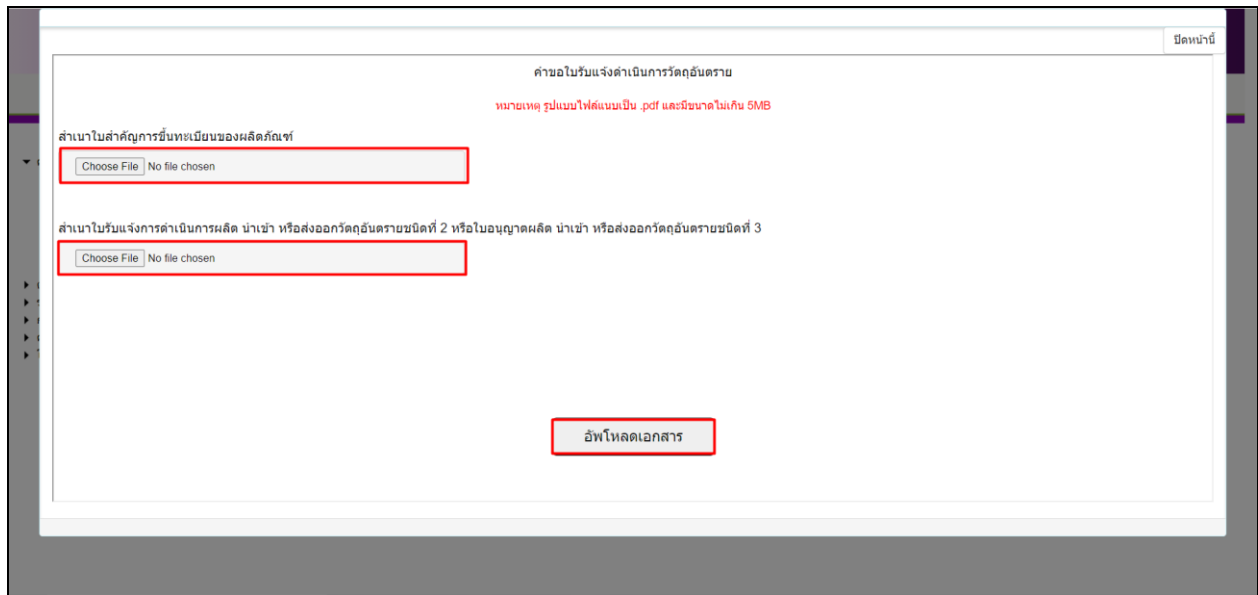 ปิดหน้านี้
คำขอใบรับแจ้งดำเนินการวัตถุอันตราย
หมายเหตุ รูปแบบไฟล์แนบเป็น .pdf และมีขนาดไม่เกิน 5MB
สำเนาใบสำคัญการขึ้นทะเบียนของผลิตภัณฑ์
Choose File No file chosen
สำเนาใบรับแจ้งการดำเนินการผลิต นำเข้า หรือส่งออกวัตถุอันตรายชนิดที่ 2 หรือใบอนุญาตผลิต นำเข้า หรือส่งออกวัตถุอันตรายชนิดที่ 3
Choose File No file chosen
อัพโหลดเอกสาร